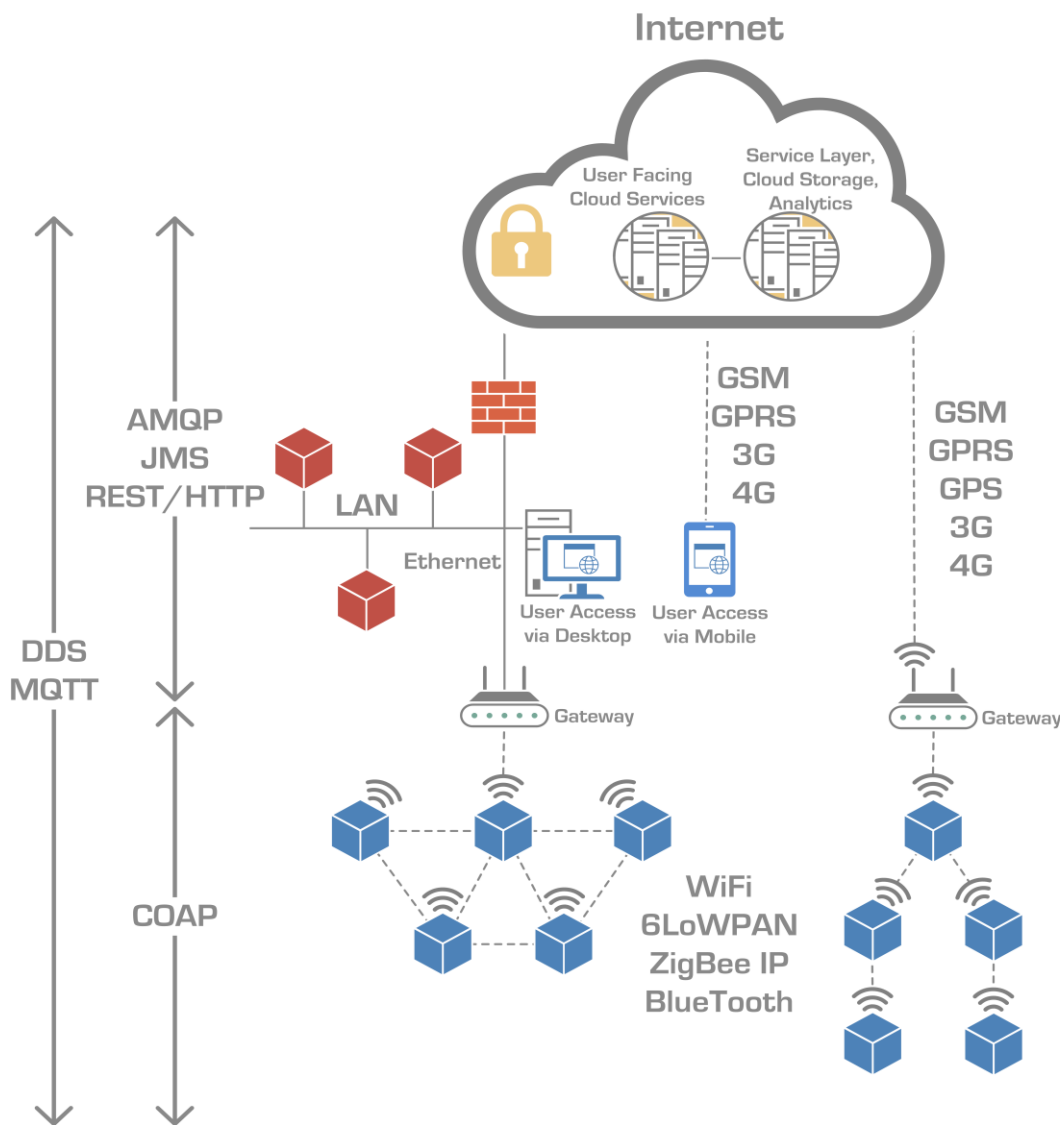 Internet
User Facing
Cloud Services
Service Layer,
Cloud Storage,
Analytics
AMQP
JMS
REST/HTTP
LAN
Ethernet
User Access
via Desktop
GSM
GPRS
3G
4G
User Access
via Mobile
GSM
GPRS
GPS
3G
4G
DDS
MQTT
Gateway
Gateway
COAP
WiFi
6LoWPAN
ZigBee IP
BlueTooth